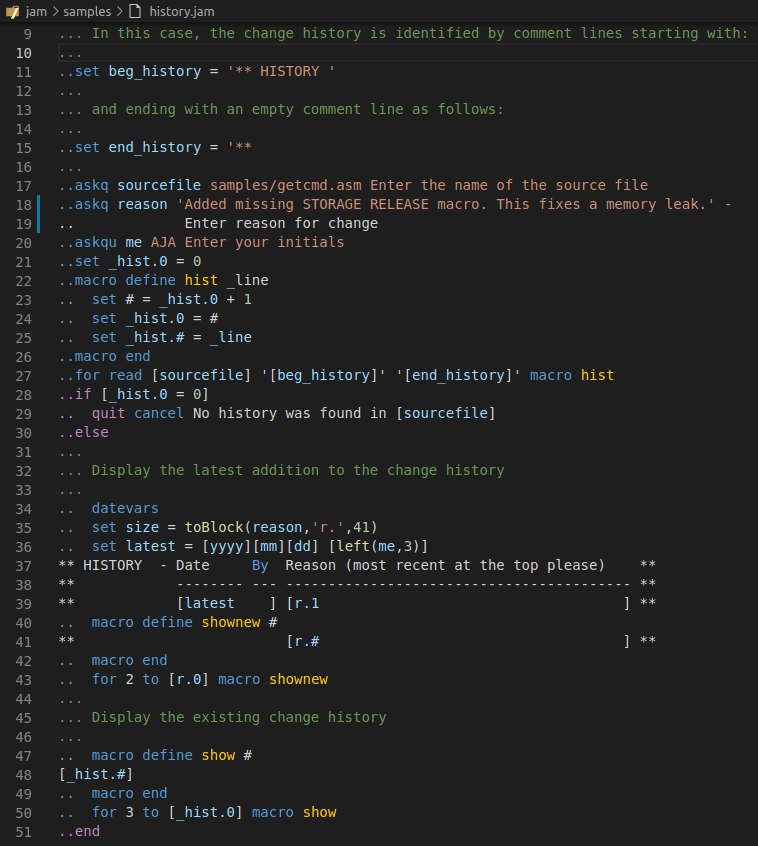 jam > samples > history.jam
9 ... In this case, the change history is identified by comment lines starting with:
10 ...
11 ..set beg_history = '** HISTORY '
12 ...
13 ... and ending with an empty comment line as follows:
14 ...
15 ..set end_history = '**
16 ...
17 ..askq sourcefile samples/getcmd.asm Enter the name of the source file
18 ..askq reason 'Added missing STORAGE RELEASE macro. This fixes a memory leak.' -
19 ..             Enter reason for change
20 ..askqu me AJA Enter your initials
21 ..set _hist.0 = 0
22 ..macro define hist _line
23 ..  set # = _hist.0 + 1
24 ..  set _hist.0 = #
25 ..  set _hist.# = _line
26 ..macro end
27 ..for read [sourcefile] '[beg_history]' '[end_history]' macro hist
28 ..if [_hist.0 = 0]
29 ..  quit cancel No history was found in [sourcefile]
30 ..else
31 ...
32 ... Display the latest addition to the change history
33 ...
34 ..  datevars
35 ..  set size = toBlock(reason,'r.',41)
36 ..  set latest = [yyyy][mm][dd] [left(me,3)]
37 ** HISTORY  - Date     By  Reason (most recent at the top please)    **
38 **            -------- --- ----------------------------------------- **
39 **            [latest    ] [r.1                                    ] **
40 ..  macro define shownew #
41 **                         [r.#                                    ] **
42 ..  macro end
43 ..  for 2 to [r.0] macro shownew
44 ...
45 ... Display the existing change history
46 ...
47 ..  macro define show #
48 [_hist.#]
49 ..  macro end
50 ..  for 3 to [_hist.0] macro show
51 ..end